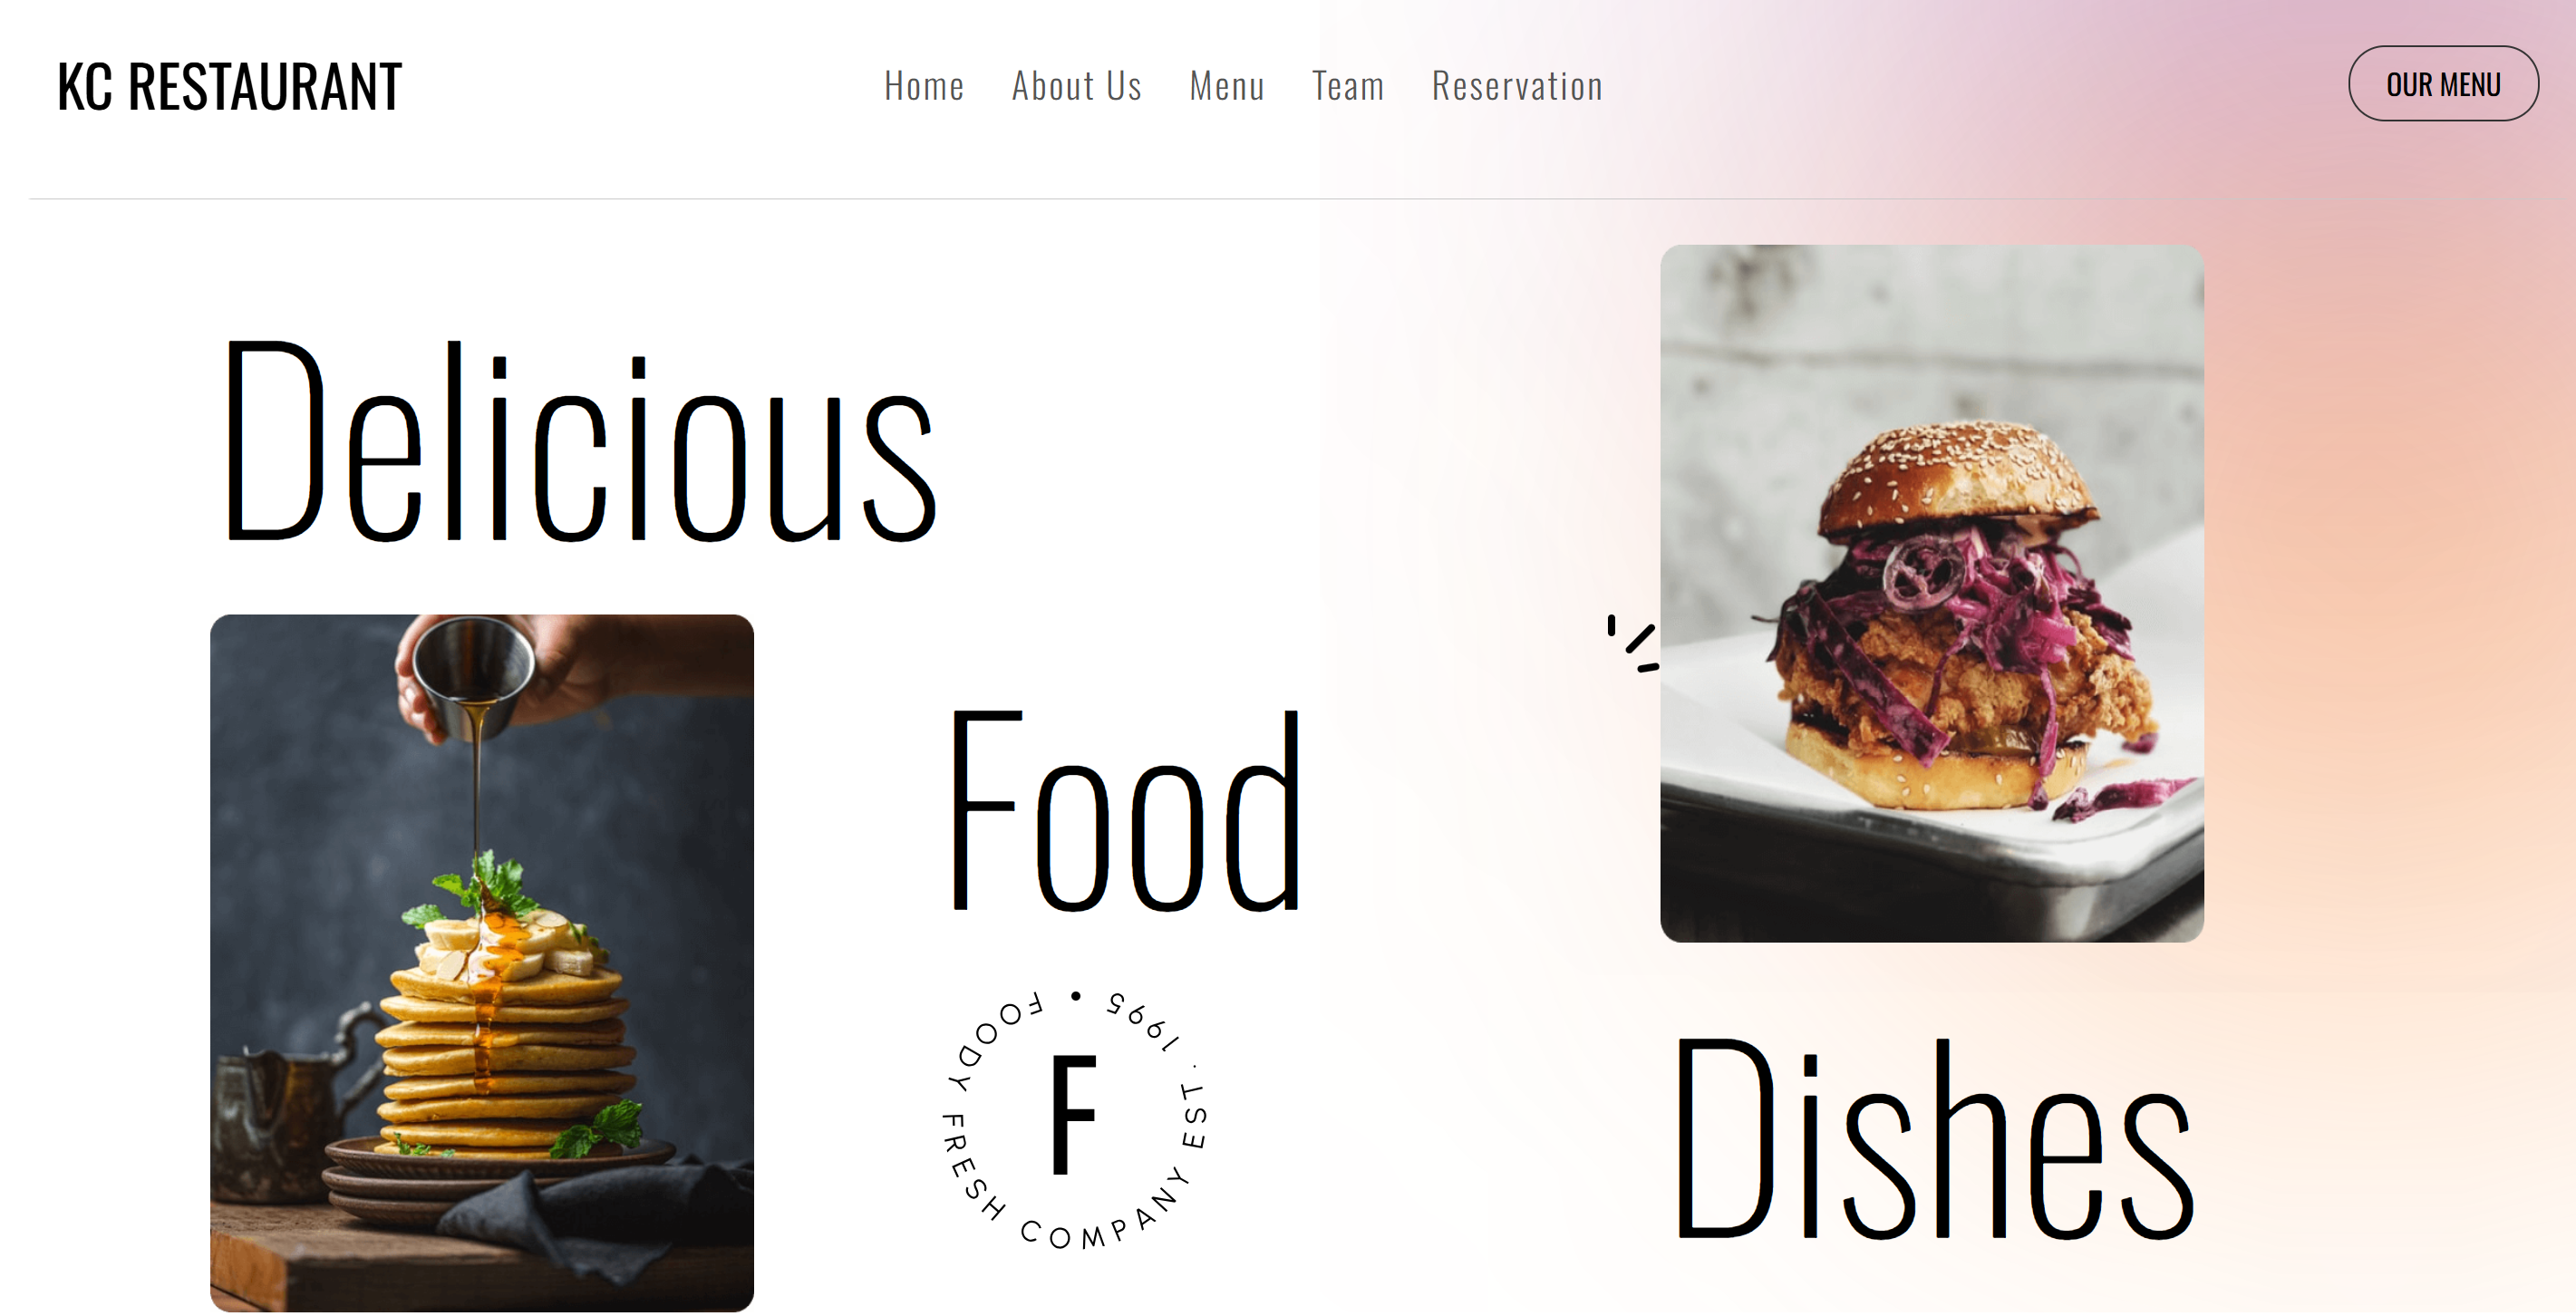 KC RESTAURANT
Home About Us Menu Team Reservation
OUR MENU
Delicious
Food
FOODY FRESH COMPANY EST. 1995 •
F
Dishes